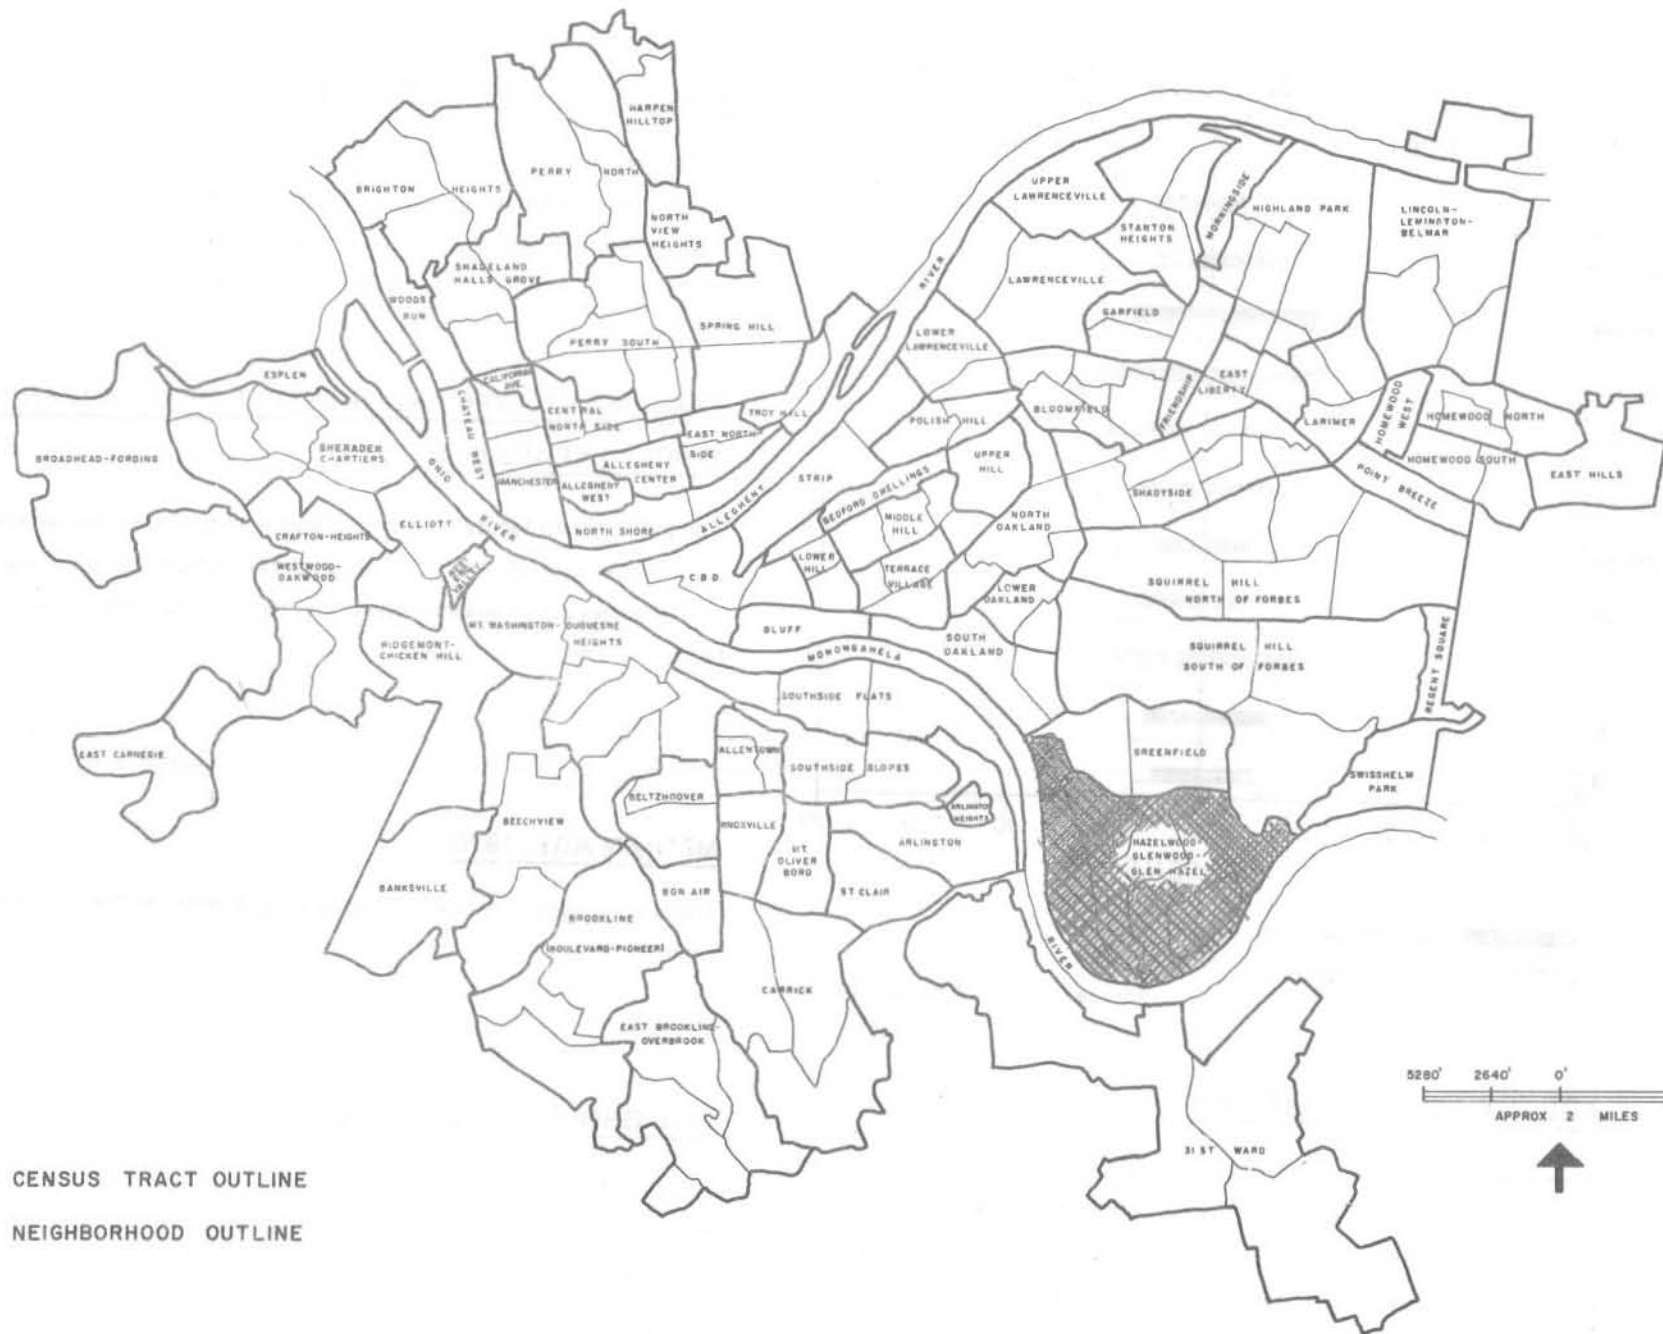 HARPEN
HILLTOP
PERRY NORTH
BRIGHTON HEIGHTS
NORTH
VIEW
HEIGHTS
UPPER
LAWRENCEVILLE
MORNINGSIDE
HIGHLAND PARK
LINCOLN-
LEMINGTON-
BELMAR
STANTON
HEIGHTS
SHADELAND
HALLS GROVE
LAWRENCEVILLE
RIVER
WOODS
RUN
SPRING HILL
GARFIELD
PERRY SOUTH
LOWER
LAWRENCEVILLE
ESPLEN
CALIFORNIA
AVE.
CHATEAU WEST
CENTRAL
NORTH SIDE
TROY HILL
POLISH HILL
BLOOMFIELD
FRIENDSHIP
EAST
LIBERTY
LARIMER
HOMEWOOD
WEST
HOMEWOOD NORTH
EAST NORTH
SIDE
BROADHEAD-FORDING
SHERADEN
CHARTIERS
OHIO
RIVER
MANCHESTER
ALLEGHENY
WEST
ALLEGHENY
CENTER
STRIP
UPPER
HILL
HOMEWOOD SOUTH
EAST HILLS
POINT BREEZE
SHADYSIDE
BEDFORD DWELLINGS
MIDDLE
HILL
NORTH
OAKLAND
ELLIOTT
NORTH SHORE
ALLEGHENY
CRAFTON-HEIGHTS
WESTWOOD-
OAKWOOD
WEST
END
VALLEY
C.B.D.
LOWER
HILL
TERRACE
VILLAGE
LOWER
OAKLAND
SQUIRREL HILL
NORTH OF FORBES
MT. WASHINGTON-DUQUESNE
HEIGHTS
BLUFF
SOUTH
OAKLAND
SQUIRREL HILL
SOUTH OF FORBES
REGENT SQUARE
RIDGEMONT-
CHICKEN HILL
MONONGAHELA
SOUTHSIDE FLATS
EAST CARNEGIE
ALLENTOWN
SOUTHSIDE SLOPES
GREENFIELD
SWISSHELM
PARK
BELTZHOOVER
ARLINGTON
HEIGHTS
BEECHVIEW
KNOXVILLE
MT.
OLIVER
BORO
ARLINGTON
HAZELWOOD-
GLENWOOD-
GLEN HAZEL
BANKSVILLE
BON AIR
ST CLAIR
BROOKLINE
(BOULEVARD-PIONEER)
RIVER
CARRICK
EAST BROOKLINE-
OVERBROOK
5280' 2640' 0'
APPROX 2 MILES
31 ST WARD
CENSUS TRACT OUTLINE
NEIGHBORHOOD OUTLINE